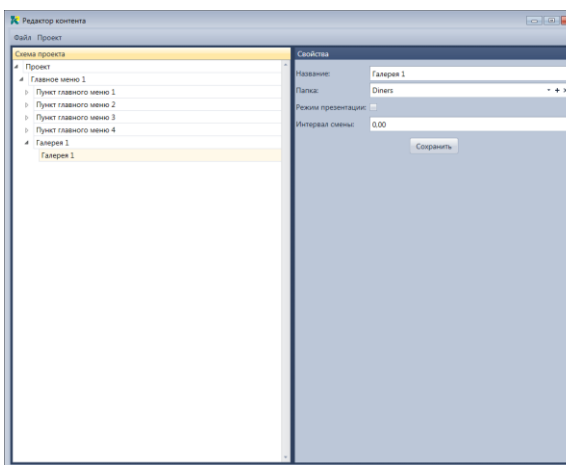 Редактор контента
Файл Проект
Схема проекта
Проект
Главное меню 1
Пункт главного меню 1
Пункт главного меню 2
Пункт главного меню 3
Пункт главного меню 4
Галерея 1
Галерея 1
Свойства
Название: Галерея 1
Папка: Diners
Режим презентации:
Интервал смены: 0,00
Сохранить